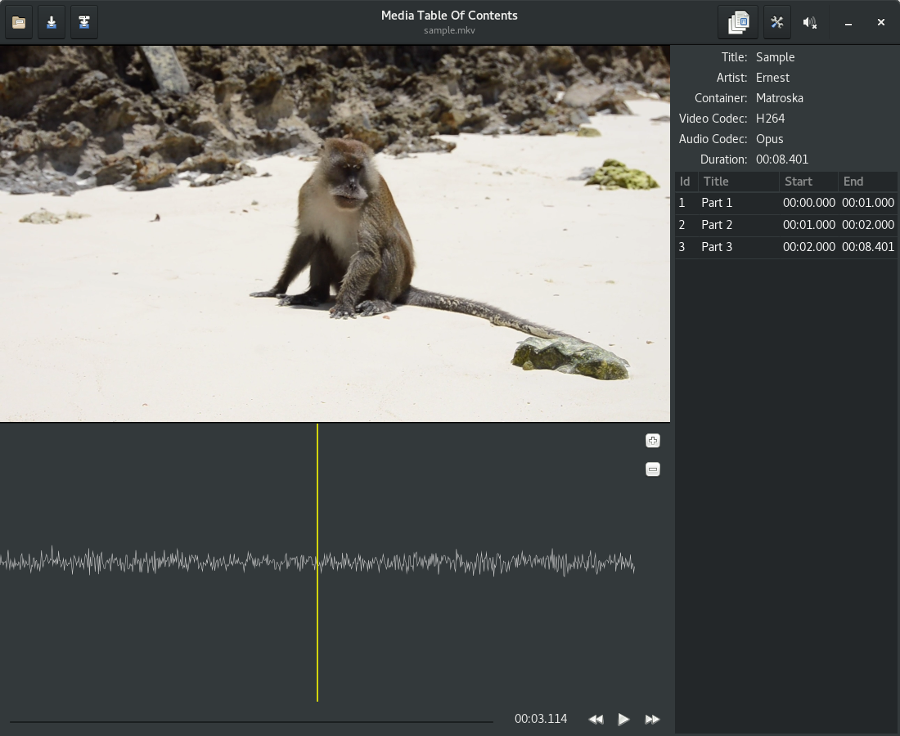 Media Table Of Contents
sample.mkv
Title: Sample
Artist: Ernest
Container: Matroska
Video Codec: H264
Audio Codec: Opus
Duration: 00:08.401
Id Title Start End
1 Part 1 00:00.000 00:01.000
2 Part 2 00:01.000 00:02.000
3 Part 3 00:02.000 00:08.401
00:03.114